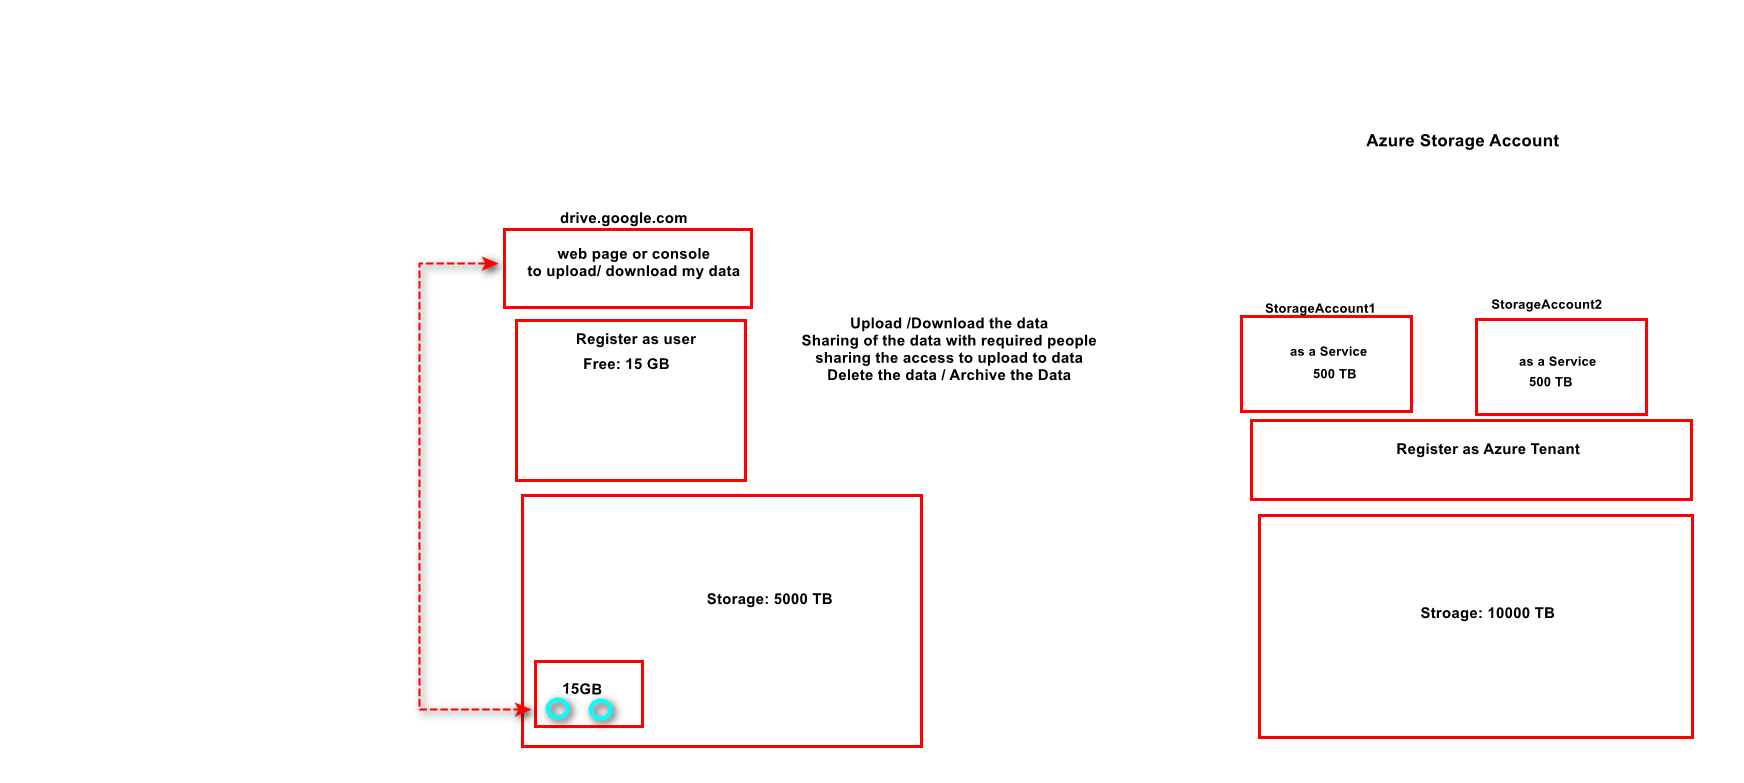 Azure Storage Account
drive.google.com
web page or console
to upload/ download my data
Register as user
Free: 15 GB
Upload /Download the data
Sharing of the data with required people
sharing the access to upload to data
Delete the data / Archive the Data
Storage: 5000 TB
15GB
StorageAccount1
as a Service
500 TB
StorageAccount2
as a Service
500 TB
Register as Azure Tenant
Stroage: 10000 TB